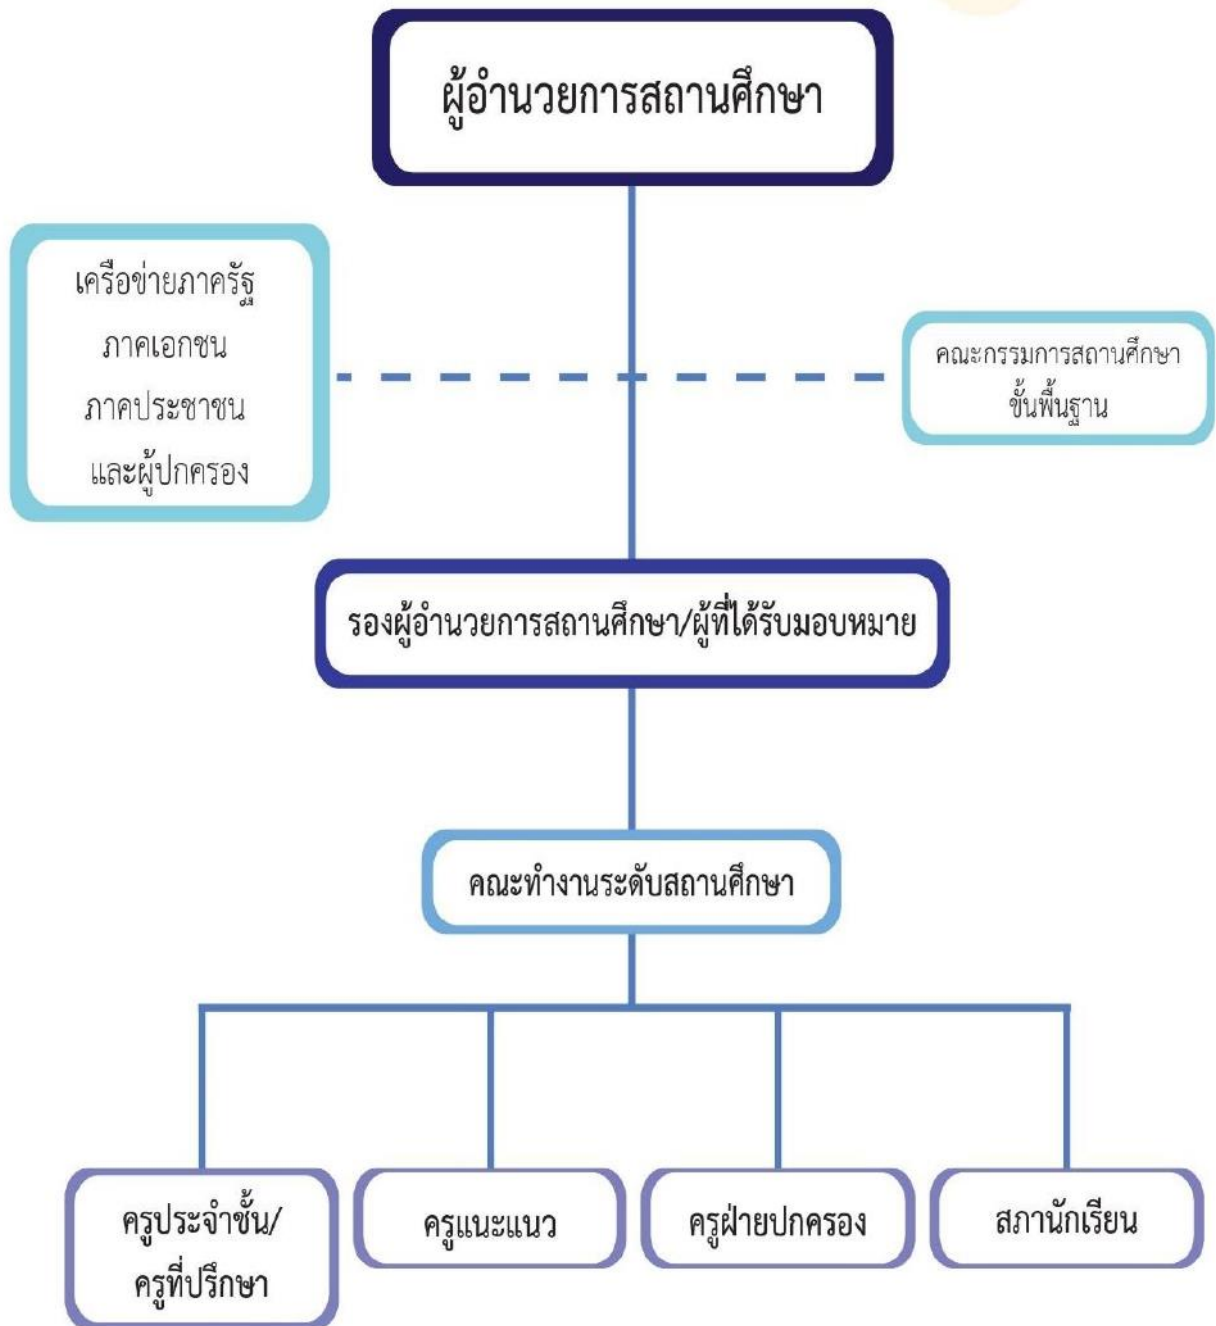 ผู้อำนวยการสถานศึกษา
เครือข่ายภาครัฐ
ภาคเอกชน
ภาคประชาชน
และผู้ปกครอง
คณะกรรมการสถานศึกษา
ขั้นพื้นฐาน
รองผู้อำนวยการสถานศึกษา/ผู้ที่ได้รับมอบหมาย
คณะทำงานระดับสถานศึกษา
ครูประจำชั้น/
ครูที่ปรึกษา
ครูแนะแนว
ครูฝ่ายปกครอง
สภานักเรียน